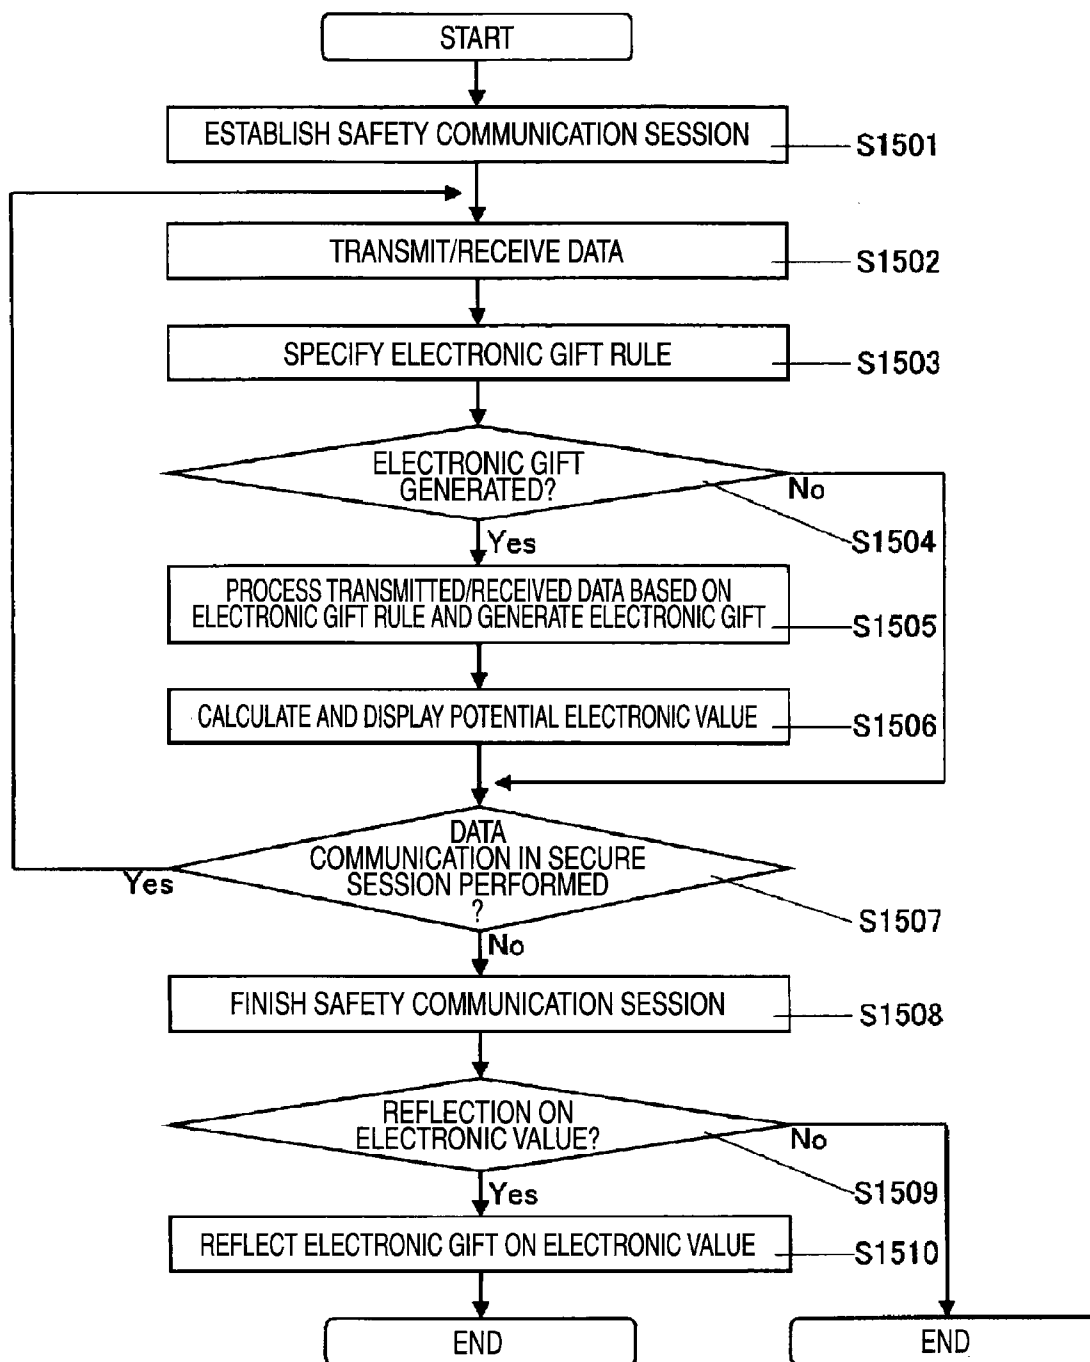 START
ESTABLISH SAFETY COMMUNICATION SESSION
S1501
TRANSMIT/RECEIVE DATA
S1502
SPECIFY ELECTRONIC GIFT RULE
S1503
ELECTRONIC GIFT
GENERATED?
No
S1504
Yes
PROCESS TRANSMITTED/RECEIVED DATA BASED ON
ELECTRONIC GIFT RULE AND GENERATE ELECTRONIC GIFT
S1505
CALCULATE AND DISPLAY POTENTIAL ELECTRONIC VALUE
S1506
DATA
COMMUNICATION IN SECURE
SESSION PERFORMED
?
Yes
S1507
No
FINISH SAFETY COMMUNICATION SESSION
S1508
REFLECTION ON
ELECTRONIC VALUE?
No
S1509
Yes
REFLECT ELECTRONIC GIFT ON ELECTRONIC VALUE
S1510
END
END